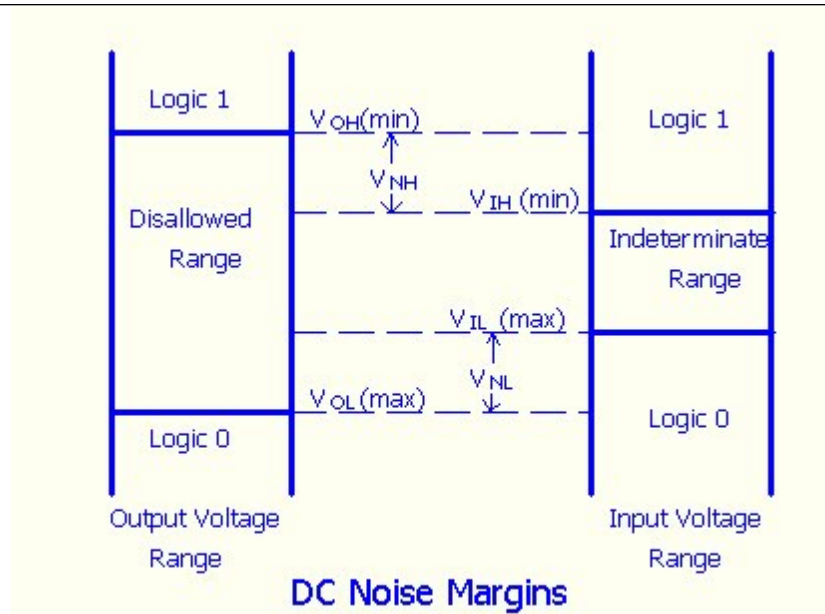 Logic 1
VOH(min)
Logic 1
VNH
VIH (min)
Disallowed
Range
Indeterminate
Range
VIL (max)
VNL
VOL(max)
Logic 0
Logic 0
Output Voltage
Range
Input Voltage
Range
DC Noise Margins